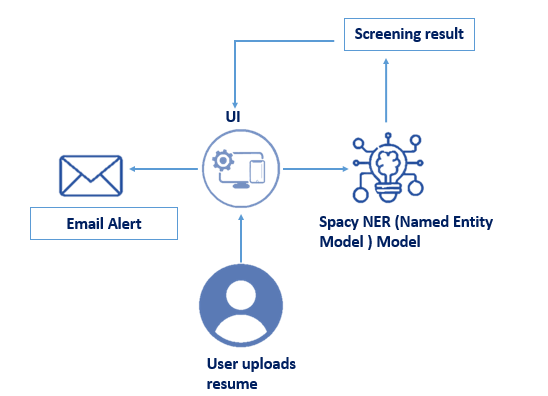 Screening result
UI
Email Alert
Spacy NER (Named Entity
Model ) Model
User uploads
resume